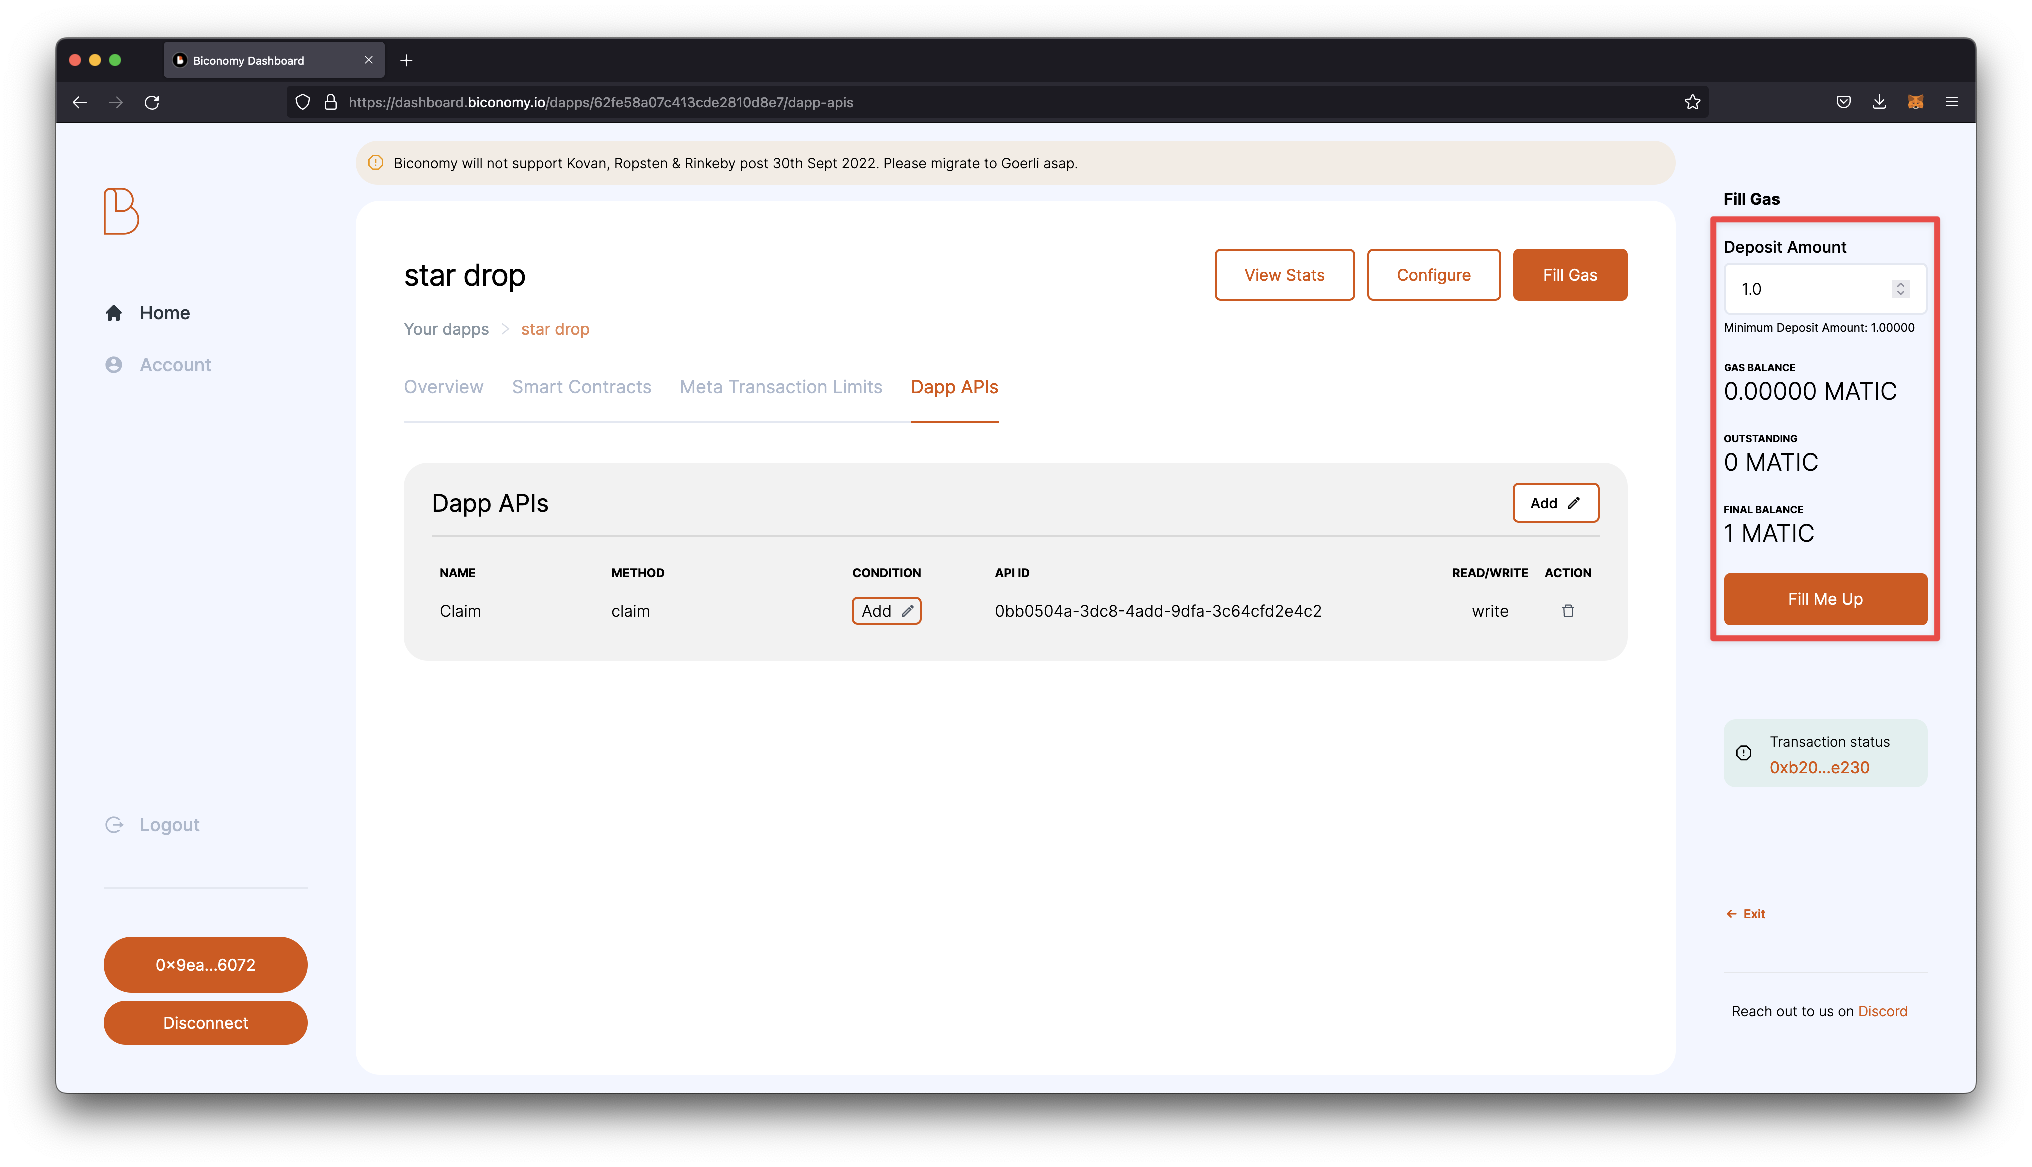 Biconomy Dashboard
https://dashboard.biconomy.io/dapps/62fe58a07c413cde2810d8e7/dapp-apis
Biconomy will not support Kovan, Ropsten & Rinkeby post 30th Sept 2022. Please migrate to Goerli asap.
Home
Account
Logout
0x9ea...6072
Disconnect
star drop
View Stats
Configure
Fill Gas
Your dapps > star drop
Overview
Smart Contracts
Meta Transaction Limits
Dapp APIs
Dapp APIs
Add
NAME METHOD CONDITION API ID READ/WRITE ACTION
Claim claim Add 0bb0504a-3dc8-4add-9dfa-3c64cfd2e4c2 write
Fill Gas
Deposit Amount
1.0
Minimum Deposit Amount: 1.00000
GAS BALANCE
0.00000 MATIC
OUTSTANDING
0 MATIC
FINAL BALANCE
1 MATIC
Fill Me Up
Transaction status
0xb20...e230
Exit
Reach out to us on Discord